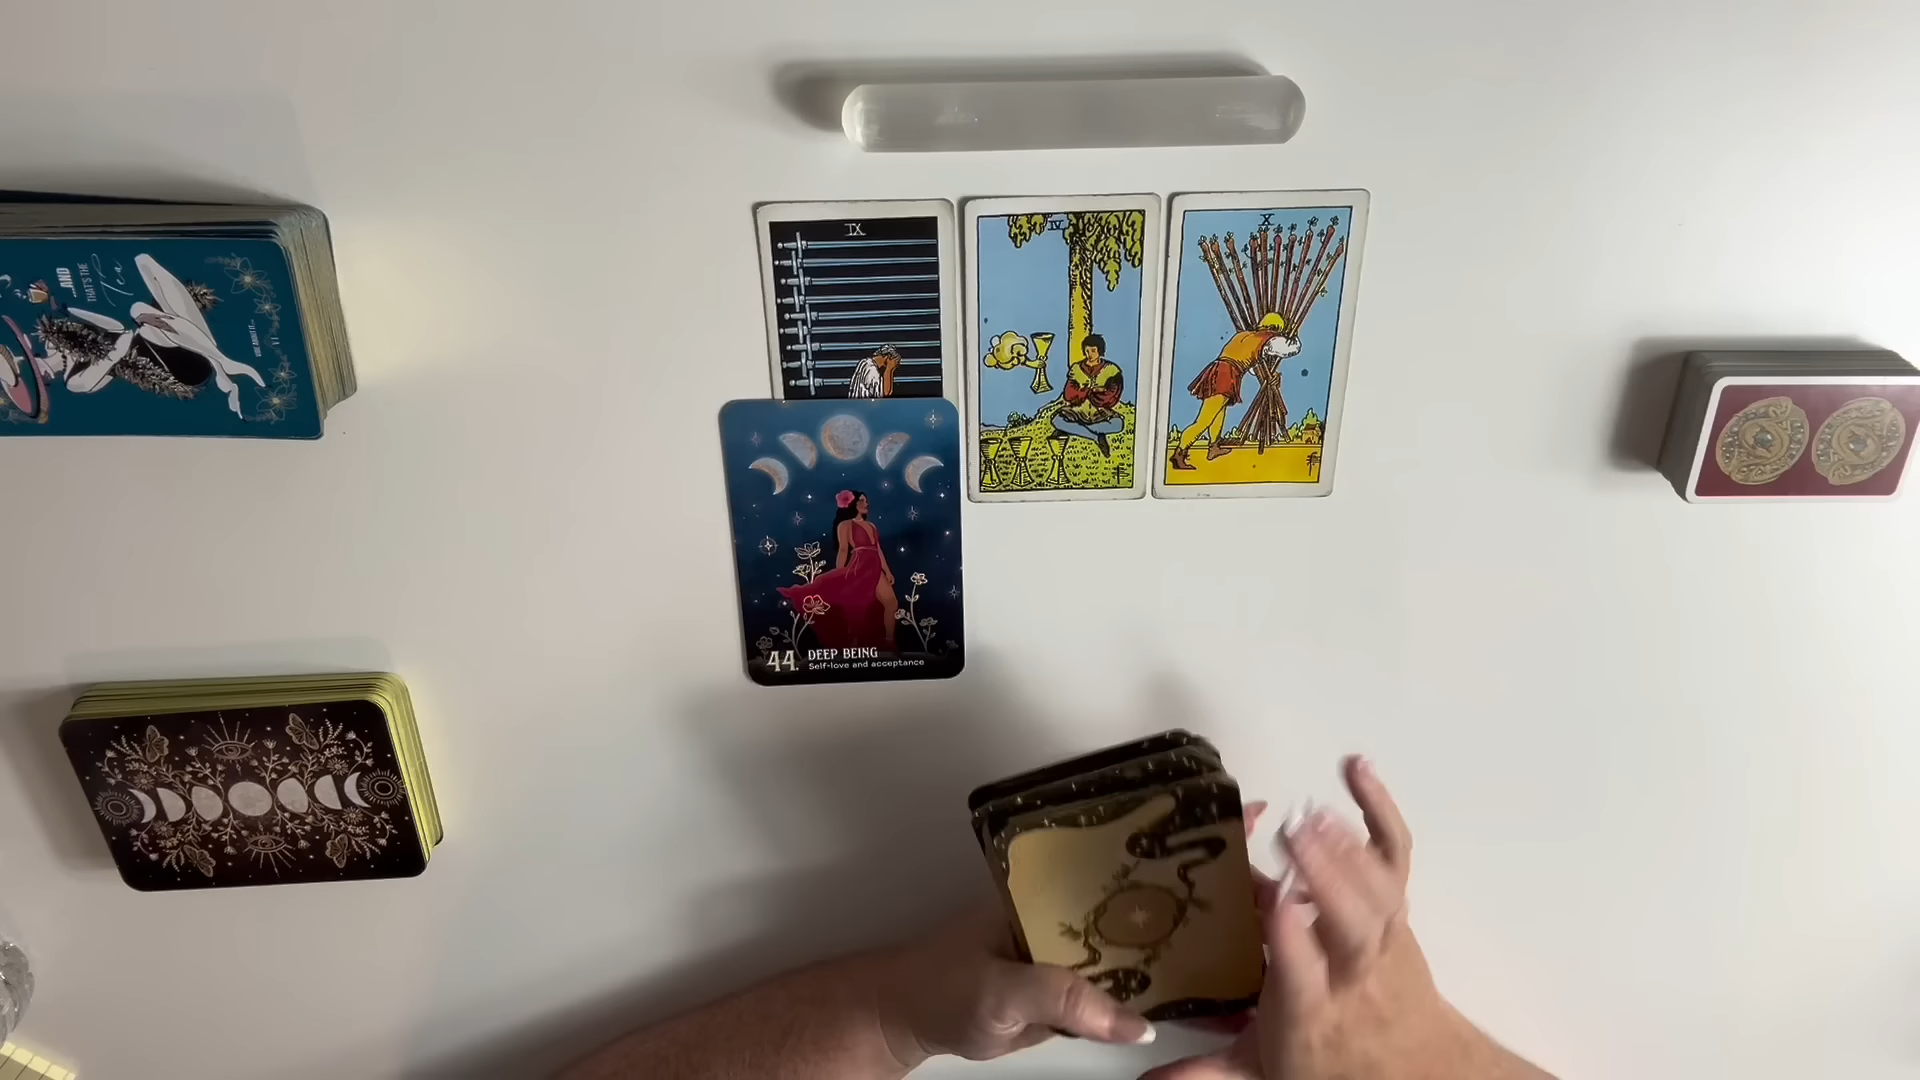 ...AND
THAT'S THE
Tea
IX
IV
X
44. DEEP BEING
Self-love and acceptance